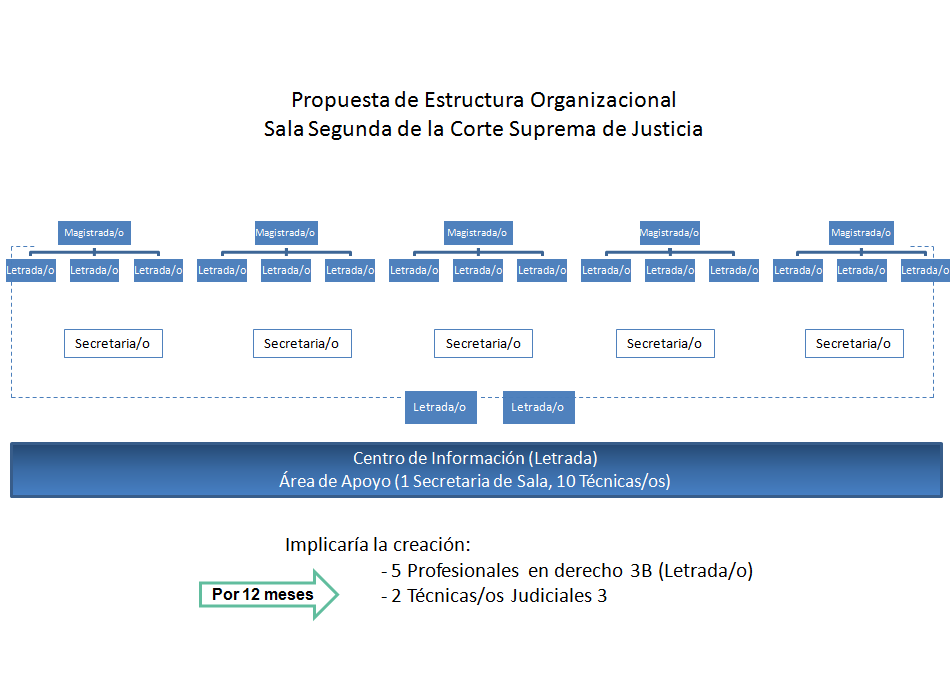 Propuesta de Estructura Organizacional
Sala Segunda de la Corte Suprema de Justicia
Magistrada/o Magistrada/o Magistrada/o Magistrada/o Magistrada/o
Letrada/o Letrada/o Letrada/o Letrada/o Letrada/o Letrada/o Letrada/o Letrada/o Letrada/o Letrada/o Letrada/o Letrada/o Letrada/o Letrada/o Letrada/o
Secretaria/o Secretaria/o Secretaria/o Secretaria/o Secretaria/o
Letrada/o Letrada/o
Centro de Información (Letrada)
Área de Apoyo (1 Secretaria de Sala, 10 Técnicas/os)
Implicaría la creación:
- 5 Profesionales en derecho 3B (Letrada/o)
Por 12 meses
- 2 Técnicas/os Judiciales 3